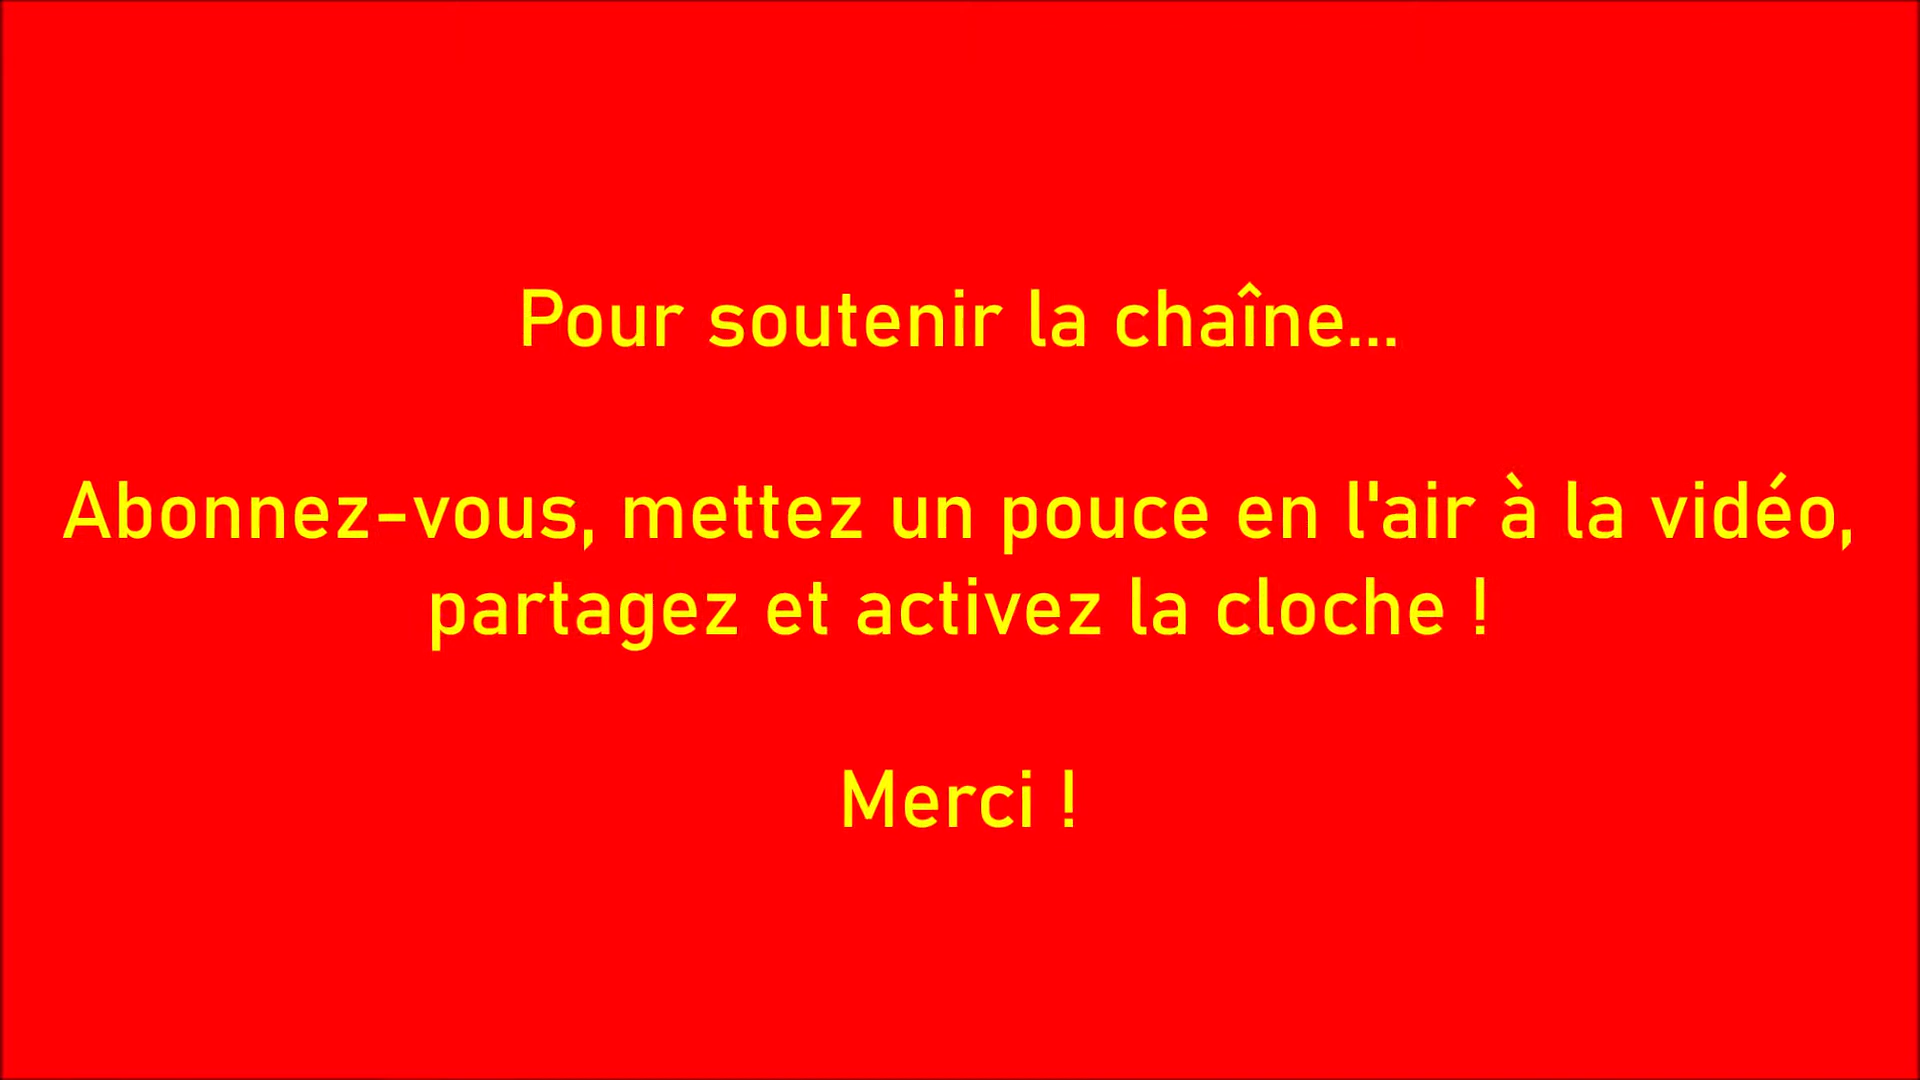 Pour soutenir la chaîne...
Abonnez-vous, mettez un pouce en l'air à la vidéo,
partagez et activez la cloche !
Merci !